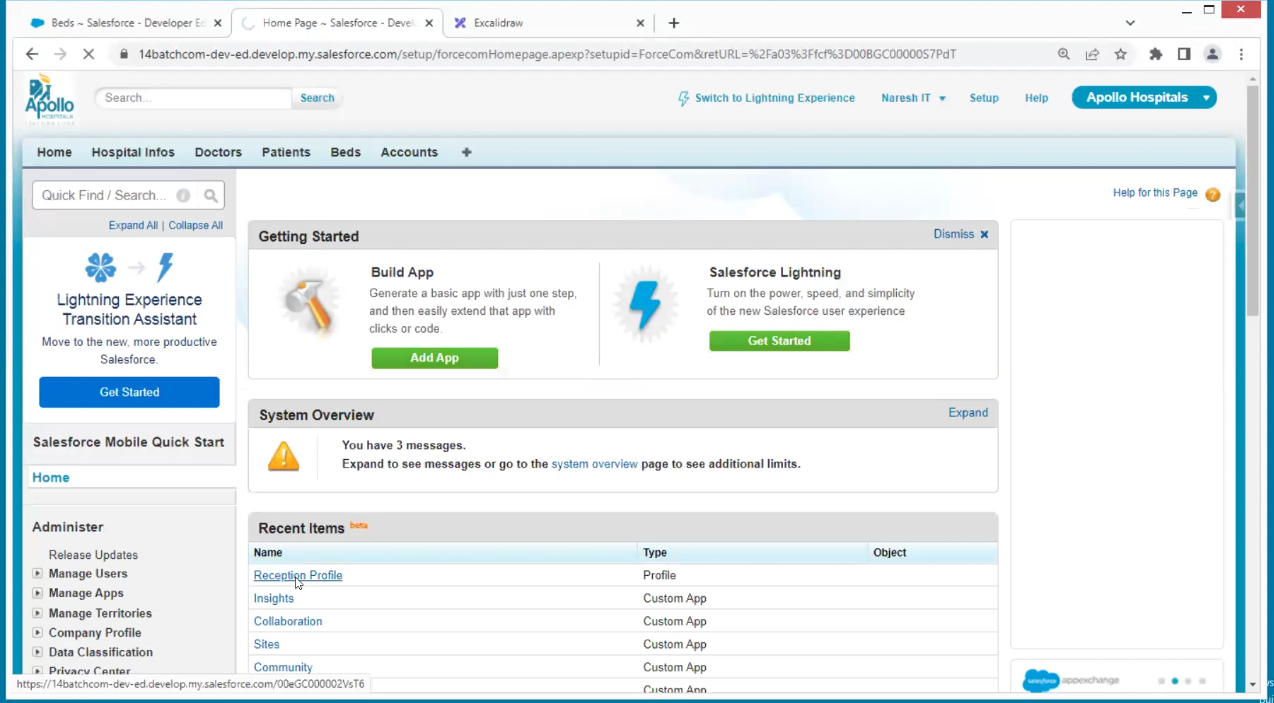 Beds ~ Salesforce - Developer Ed
Home Page ~ Salesforce - Devel
Excalidraw
14batchcom-dev-ed.develop.my.salesforce.com/setup/forcecomHomepage.apexp?setupid=ForceCom&retURL=%2Fa03%3Ffcf%3D00BGC00000S7PdT
Apollo
HOSPITALS
Search...
Search
Switch to Lightning Experience
Naresh IT
Setup
Help
Apollo Hospitals
Home
Hospital Infos
Doctors
Patients
Beds
Accounts
Quick Find / Search...
Expand All | Collapse All
Lightning Experience
Transition Assistant
Move to the new, more productive
Salesforce.
Get Started
Salesforce Mobile Quick Start
Home
Administer
Release Updates
Manage Users
Manage Apps
Manage Territories
Company Profile
Data Classification
Privacy Center
Help for this Page
Getting Started
Dismiss
Build App
Generate a basic app with just one step,
and then easily extend that app with
clicks or code.
Add App
Salesforce Lightning
Turn on the power, speed, and simplicity
of the new Salesforce user experience
Get Started
System Overview
Expand
You have 3 messages.
Expand to see messages or go to the system overview page to see additional limits.
Recent Items beta
Name Type Object
Reception Profile Profile
Insights Custom App
Collaboration Custom App
Sites Custom App
Community Custom App
Custom App
salesforce appexchange
https://14batchcom-dev-ed.develop.my.salesforce.com/00eGC000002VsT6